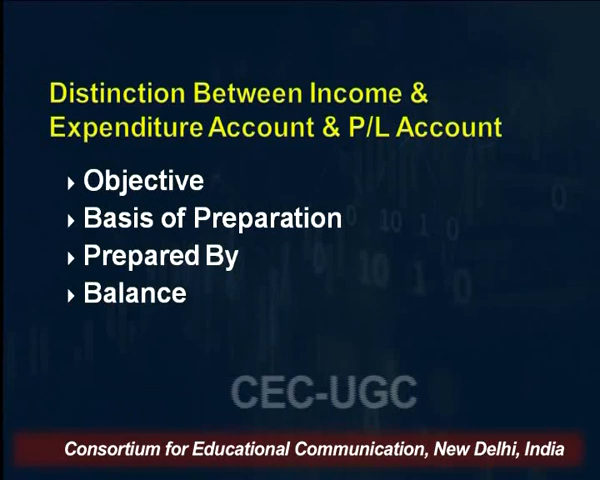 Distinction Between Income &
Expenditure Account & P/L Account
Objective
Basis of Preparation
Prepared By
Balance
CEC-UGC
Consortium for Educational Communication, New Delhi, India